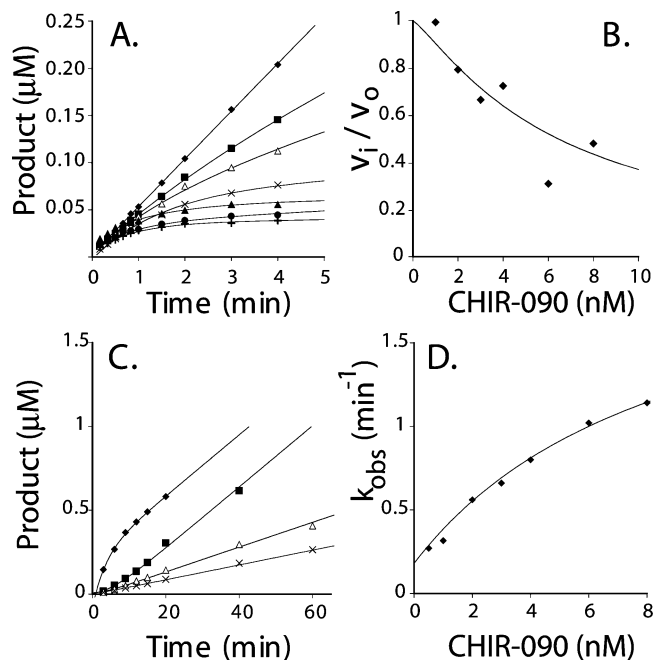 A.
B.
0.25
0.20
0.15
0.10
0.05
Product (μM)
0 1 2 3 4 5
Time (min)
1
0.8
0.6
0.4
0.2
0
vi / vo
0 2 4 6 8 10
CHIR-090 (nM)
C.
D.
1.5
1
0.5
0
Product (μM)
0 20 40 60
Time (min)
1.5
1
0.5
0
kobs (min-1)
0 2 4 6 8
CHIR-090 (nM)